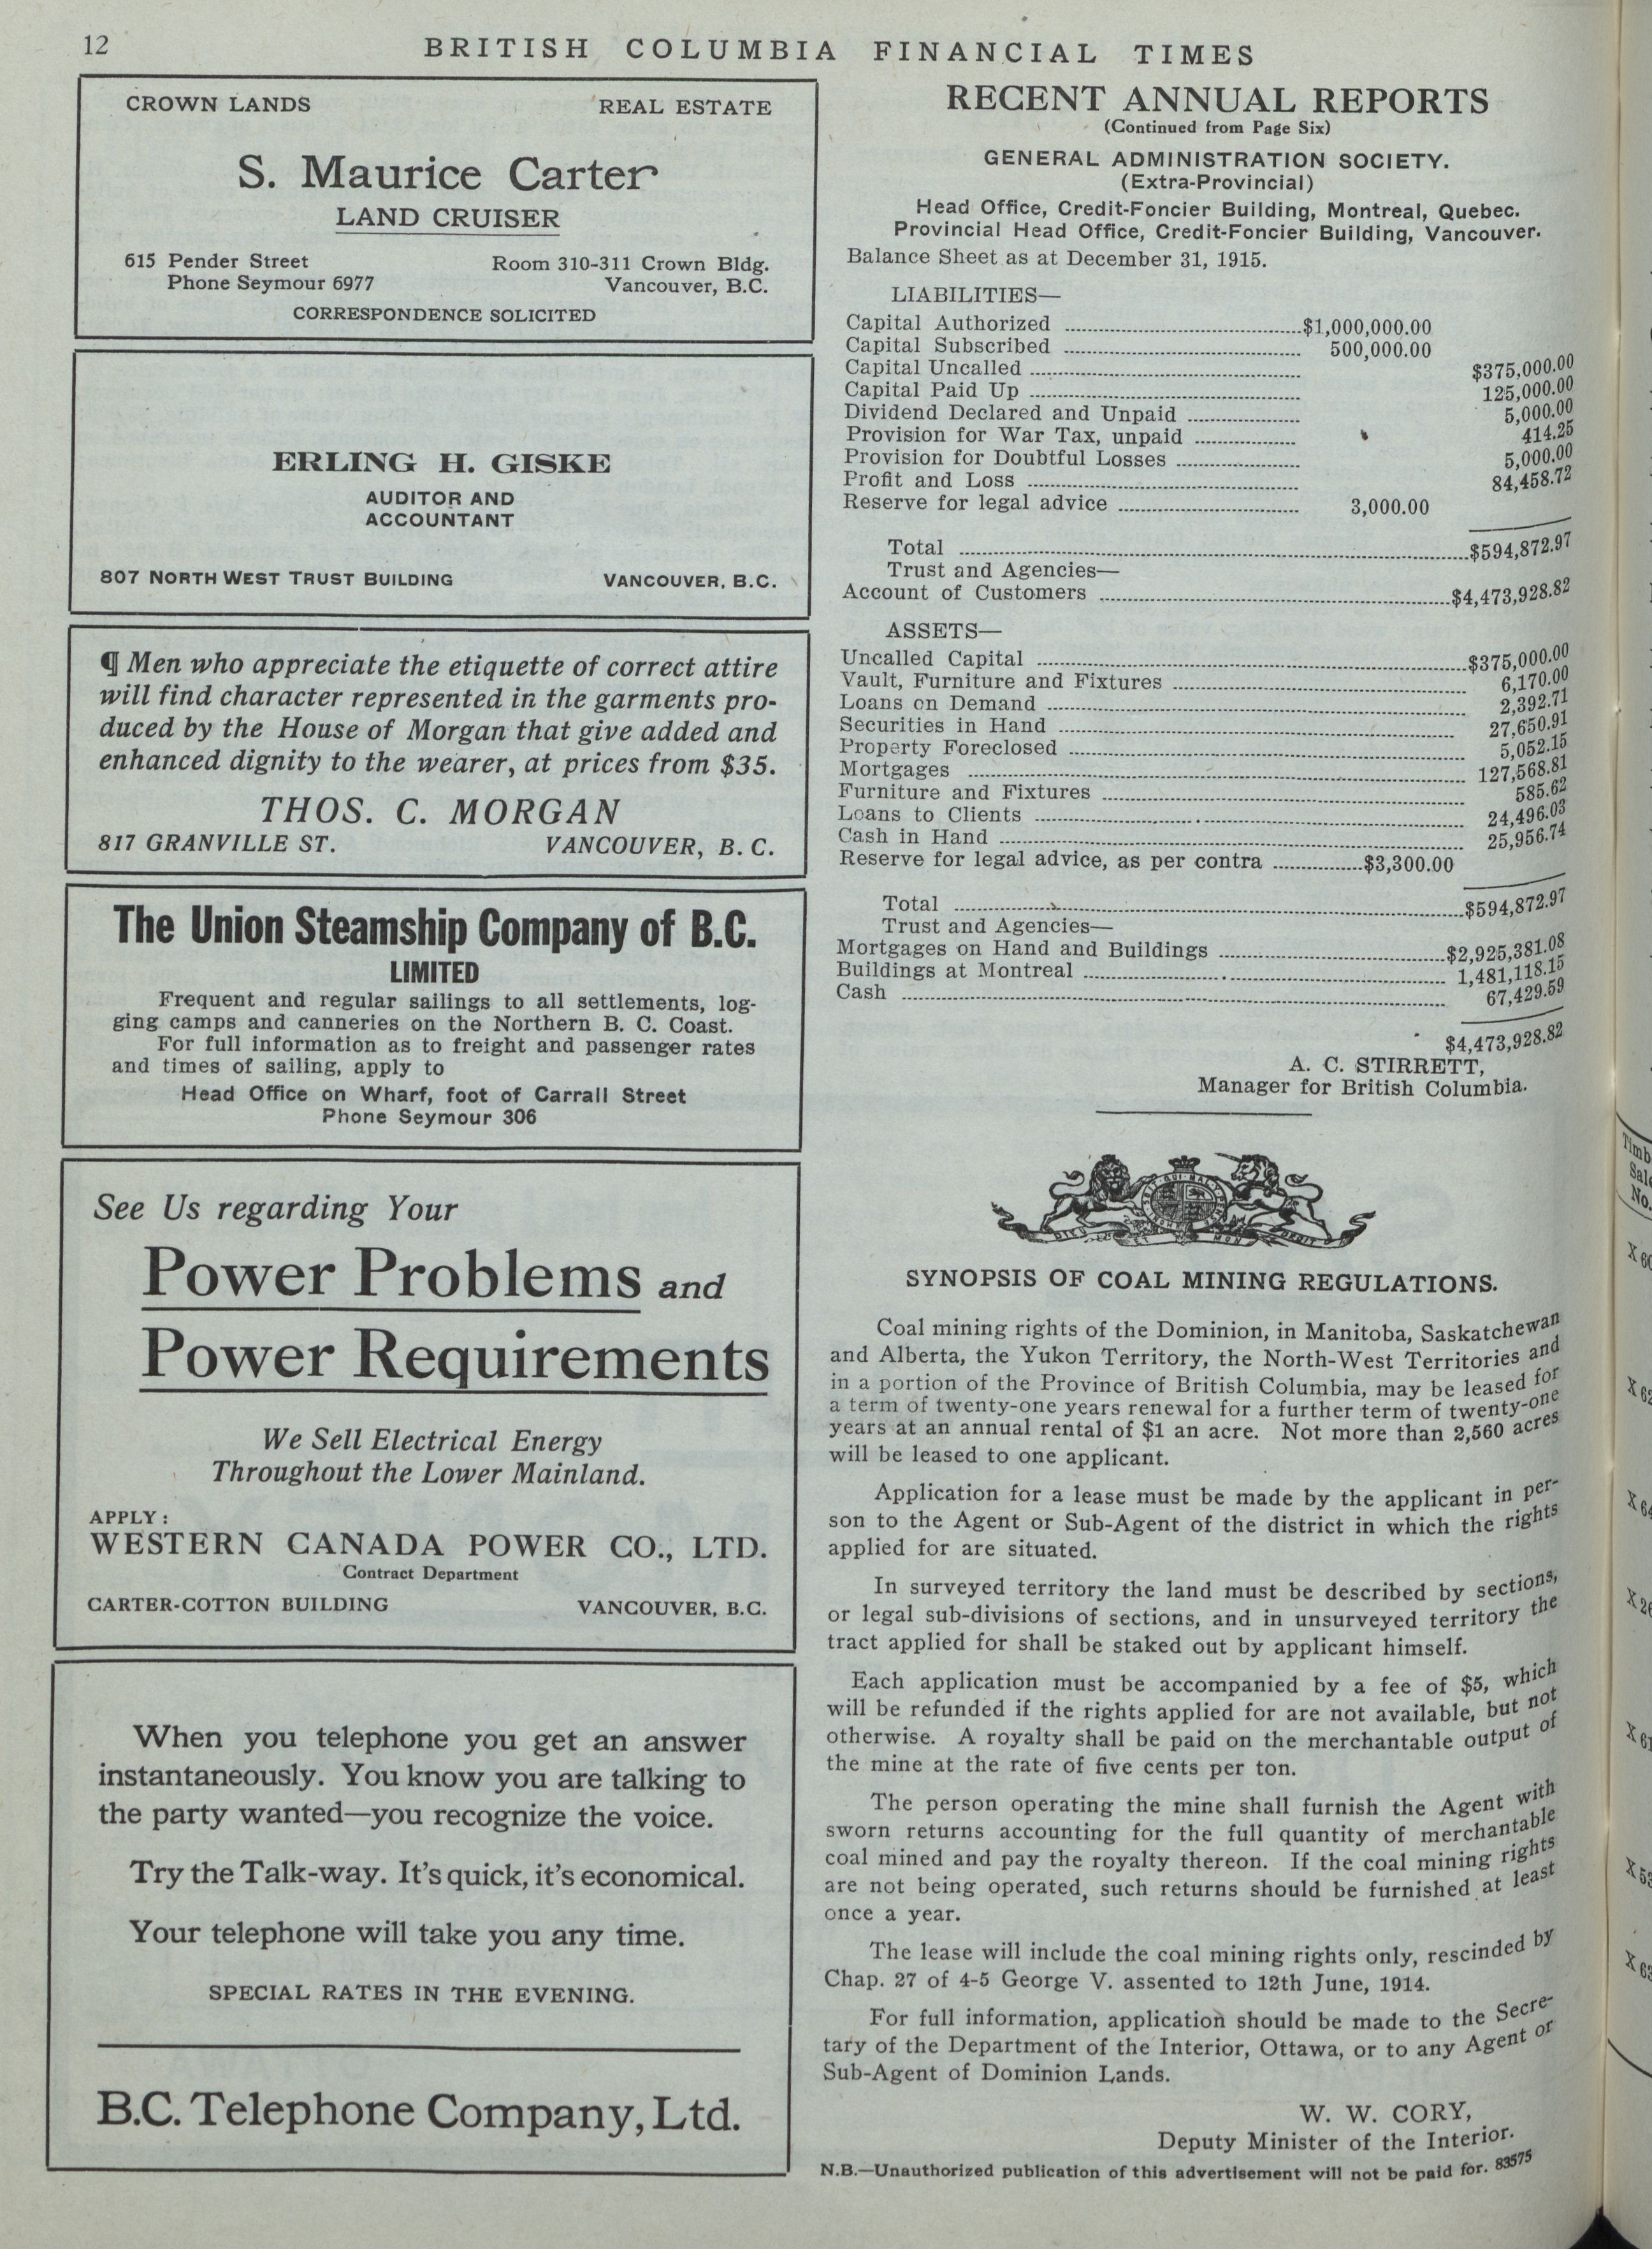 12
BRITISH COLUMBIA FINANCIAL TIMES
CROWN LANDS REAL ESTATE
S. Maurice Carter
LAND CRUISER
615 Pender Street Room 310-311 Crown Bldg.
Phone Seymour 6977 Vancouver, B.C.
CORRESPONDENCE SOLICITED
ERLING H. GISKE
AUDITOR AND
ACCOUNTANT
807 NORTH WEST TRUST BUILDING VANCOUVER, B.C.
¶ Men who appreciate the etiquette of correct attire
will find character represented in the garments pro-
duced by the House of Morgan that give added and
enhanced dignity to the wearer, at prices from $35.
THOS. C. MORGAN
817 GRANVILLE ST. VANCOUVER, B. C.
The Union Steamship Company of B.C.
LIMITED
Frequent and regular sailings to all settlements, log-
ging camps and canneries on the Northern B. C. Coast.
For full information as to freight and passenger rates
and times of sailing, apply to
Head Office on Wharf, foot of Carrall Street
Phone Seymour 306
See Us regarding Your
Power Problems and
Power Requirements
We Sell Electrical Energy
Throughout the Lower Mainland.
APPLY:
WESTERN CANADA POWER CO., LTD.
Contract Department
CARTER-COTTON BUILDING VANCOUVER, B.C.
When you telephone you get an answer
instantaneously. You know you are talking to
the party wanted—you recognize the voice.
Try the Talk-way. It's quick, it's economical.
Your telephone will take you any time.
SPECIAL RATES IN THE EVENING.
B.C. Telephone Company, Ltd.
RECENT ANNUAL REPORTS
(Continued from Page Six)
GENERAL ADMINISTRATION SOCIETY.
(Extra-Provincial)
Head Office, Credit-Foncier Building, Montreal, Quebec.
Provincial Head Office, Credit-Foncier Building, Vancouver.
Balance Sheet as at December 31, 1915.
LIABILITIES—
Capital Authorized $1,000,000.00
Capital Subscribed 500,000.00
Capital Uncalled $375,000.00
Capital Paid Up 125,000.00
Dividend Declared and Unpaid 5,000.00
Provision for War Tax, unpaid 414.25
Provision for Doubtful Losses 5,000.00
Profit and Loss 84,458.72
Reserve for legal advice 3,000.00
Total $594,872.97
Trust and Agencies—
Account of Customers $4,473,928.82
ASSETS—
Uncalled Capital $375,000.00
Vault, Furniture and Fixtures 6,170.00
Loans on Demand 2,392.71
Securities in Hand 27,650.91
Property Foreclosed 5,052.15
Mortgages 127,568.81
Furniture and Fixtures 585.62
Loans to Clients 24,496.03
Cash in Hand 25,956.74
Reserve for legal advice, as per contra $3,300.00
Total $594,872.97
Trust and Agencies—
Mortgages on Hand and Buildings $2,925,381.08
Buildings at Montreal 1,481,118.15
Cash 67,429.59
$4,473,928.82
A. C. STIRRETT,
Manager for British Columbia.
SYNOPSIS OF COAL MINING REGULATIONS.
Coal mining rights of the Dominion, in Manitoba, Saskatchewan
and Alberta, the Yukon Territory, the North-West Territories and
in a portion of the Province of British Columbia, may be leased for
a term of twenty-one years renewal for a further term of twenty-one
years at an annual rental of $1 an acre. Not more than 2,560 acres
will be leased to one applicant.
Application for a lease must be made by the applicant in per-
son to the Agent or Sub-Agent of the district in which the rights
applied for are situated.
In surveyed territory the land must be described by sections,
or legal sub-divisions of sections, and in unsurveyed territory the
tract applied for shall be staked out by applicant himself.
Each application must be accompanied by a fee of $5, which
will be refunded if the rights applied for are not available, but not
otherwise. A royalty shall be paid on the merchantable output of
the mine at the rate of five cents per ton.
The person operating the mine shall furnish the Agent with
sworn returns accounting for the full quantity of merchantable
coal mined and pay the royalty thereon. If the coal mining rights
are not being operated, such returns should be furnished at least
once a year.
The lease will include the coal mining rights only, rescinded by
Chap. 27 of 4-5 George V. assented to 12th June, 1914.
For full information, application should be made to the Secre-
tary of the Department of the Interior, Ottawa, or to any Agent or
Sub-Agent of Dominion Lands.
W. W. CORY,
Deputy Minister of the Interior.
N.B.—Unauthorized publication of this advertisement will not be paid for. 83575